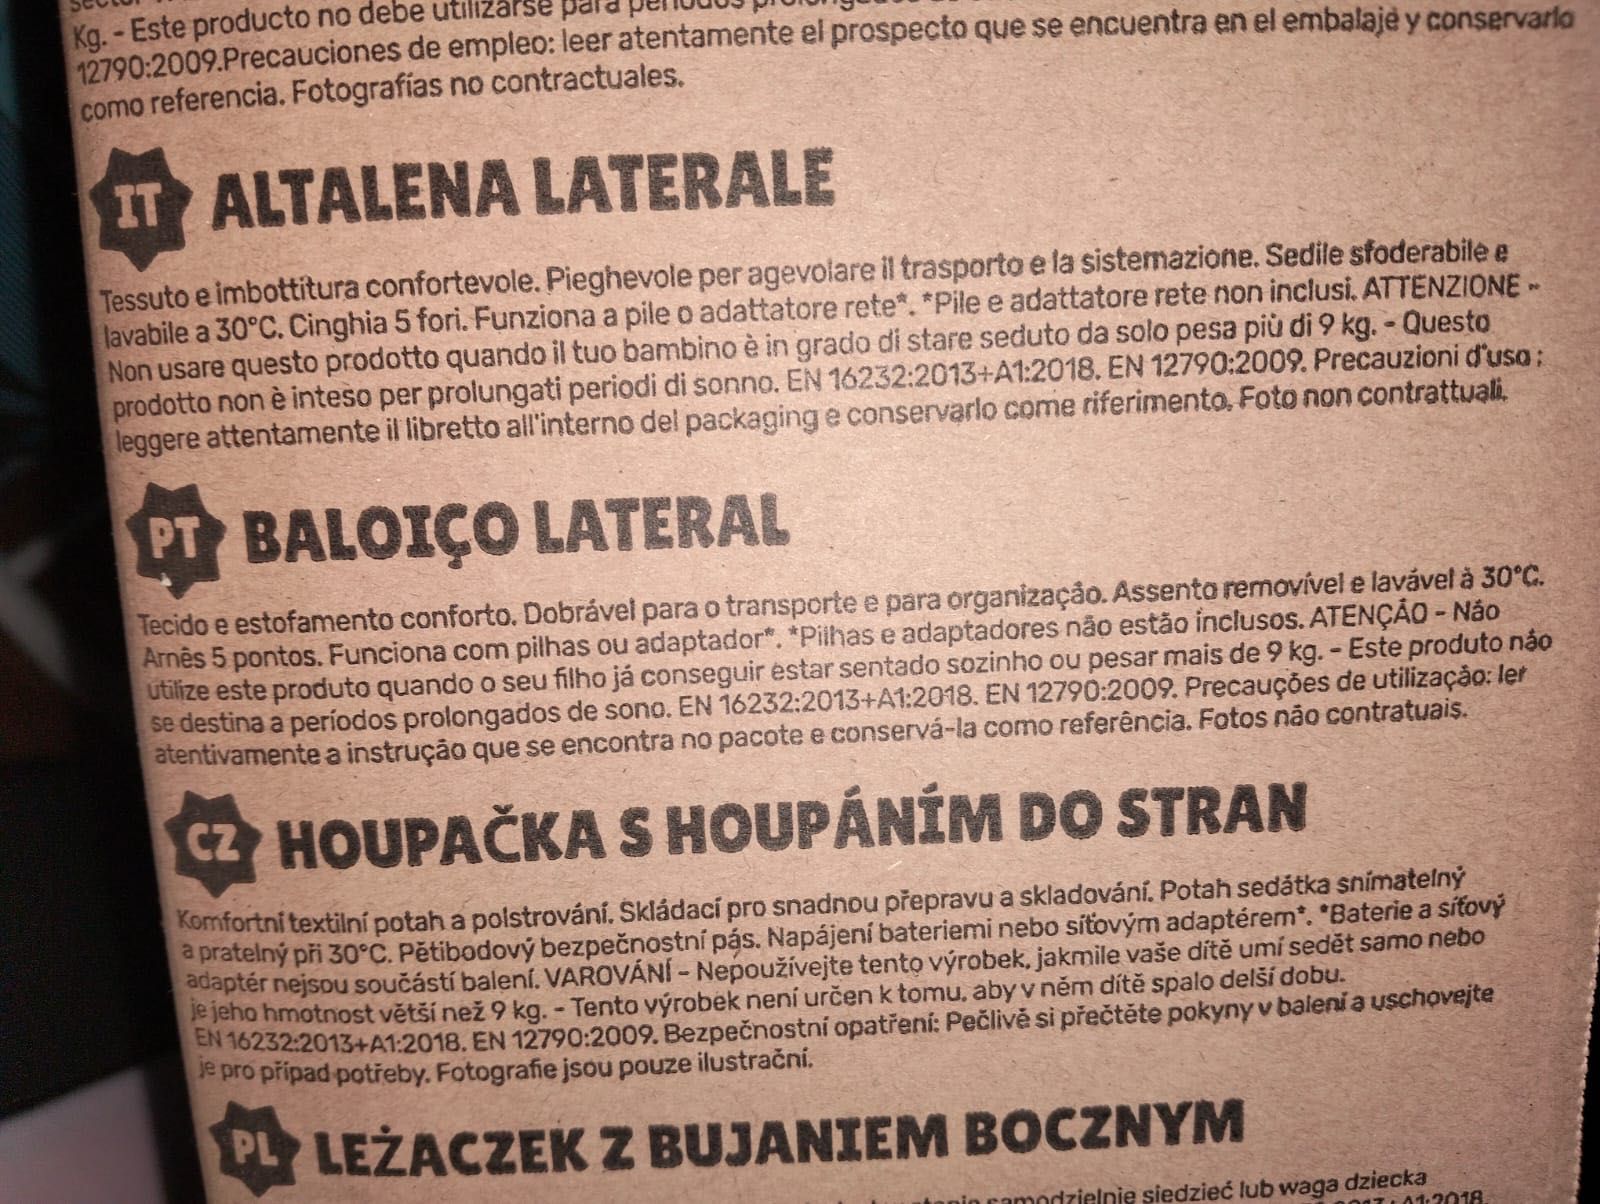 Kg. - Este producto no debe utilizarse para períodos
12790:2009.Precauciones de empleo: leer atentamente el prospecto que se encuentra en el embalaje y conservarlo
como referencia. Fotografías no contractuales.
IT ALTALENA LATERALE
Tessuto e imbottitura confortevole. Pieghevole per agevolare il trasporto e la sistemazione. Sedile sfoderabile e
lavabile a 30°C. Cinghia 5 fori. Funziona a pile o adattatore rete*. *Pile e adattatore rete non inclusi. ATTENZIONE -
Non usare questo prodotto quando il tuo bambino è in grado di stare seduto da solo pesa più di 9 kg. - Questo
prodotto non è inteso per prolungati periodi di sonno. EN 16232:2013+A1:2018. EN 12790:2009. Precauzioni d'uso :
leggere attentamente il libretto all'interno del packaging e conservarlo come riferimento. Foto non contrattuali.
PT BALOIÇO LATERAL
Tecido e estofamento conforto. Dobrável para o transporte e para organização. Assento removível e lavável à 30°C.
Arnês 5 pontos. Funciona com pilhas ou adaptador*. *Pilhas e adaptadores não estão inclusos. ATENÇÃO - Não
utilize este produto quando o seu filho já conseguir estar sentado sozinho ou pesar mais de 9 kg. - Este produto não
se destina a períodos prolongados de sono. EN 16232:2013+A1:2018. EN 12790:2009. Precauções de utilização: ler
atentivamente a instrução que se encontra no pacote e conservá-la como referência. Fotos não contratuais.
CZ HOUPAČKA S HOUPÁNÍM DO STRAN
Komfortní textilní potah a polstrování. Skládací pro snadnou přepravu a skladování. Potah sedátka snímatelný
a pratelný při 30°C. Pětibodový bezpečnostní pás. Napájení bateriemi nebo síťovým adaptérem*. *Baterie a síťový
adaptér nejsou součástí balení. VAROVÁNÍ - Nepoužívejte tento výrobek, jakmile vaše dítě umí sedět samo nebo
je jeho hmotnost větší než 9 kg. - Tento výrobek není určen k tomu, aby v něm dítě spalo delší dobu.
EN 16232:2013+A1:2018. EN 12790:2009. Bezpečnostní opatření: Pečlivě si přečtěte pokyny v balení a uschovejte
je pro případ potřeby. Fotografie jsou pouze ilustrační.
PL LEŻACZEK Z BUJANIEM BOCZNYM
samodzielnie siedzieć lub waga dziecka